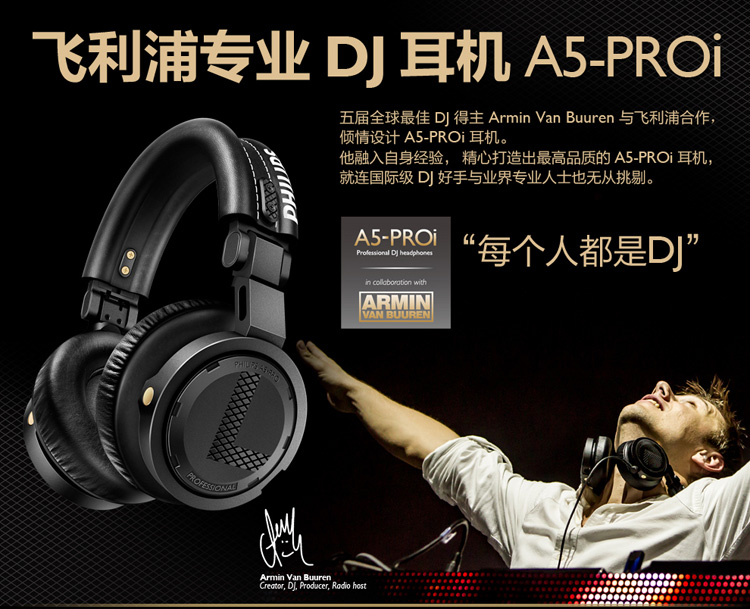 飞利浦专业 DJ 耳机 A5-PROi
五届全球最佳 DJ 得主 Armin Van Buuren 与飞利浦合作，
倾情设计 A5-PROi 耳机。
他融入自身经验， 精心打造出最高品质的 A5-PROi 耳机，
就连国际级 DJ 好手与业界专业人士也无从挑剔。
PHILIPS
A5-PROi
Professional DJ headphones
in collaboration with
ARMIN
VAN BUUREN
“每个人都是DJ”
PHILIPS A5-PRO
L
PROFESSIONAL
Armin Van Buuren
Creator, DJ, Producer, Radio host